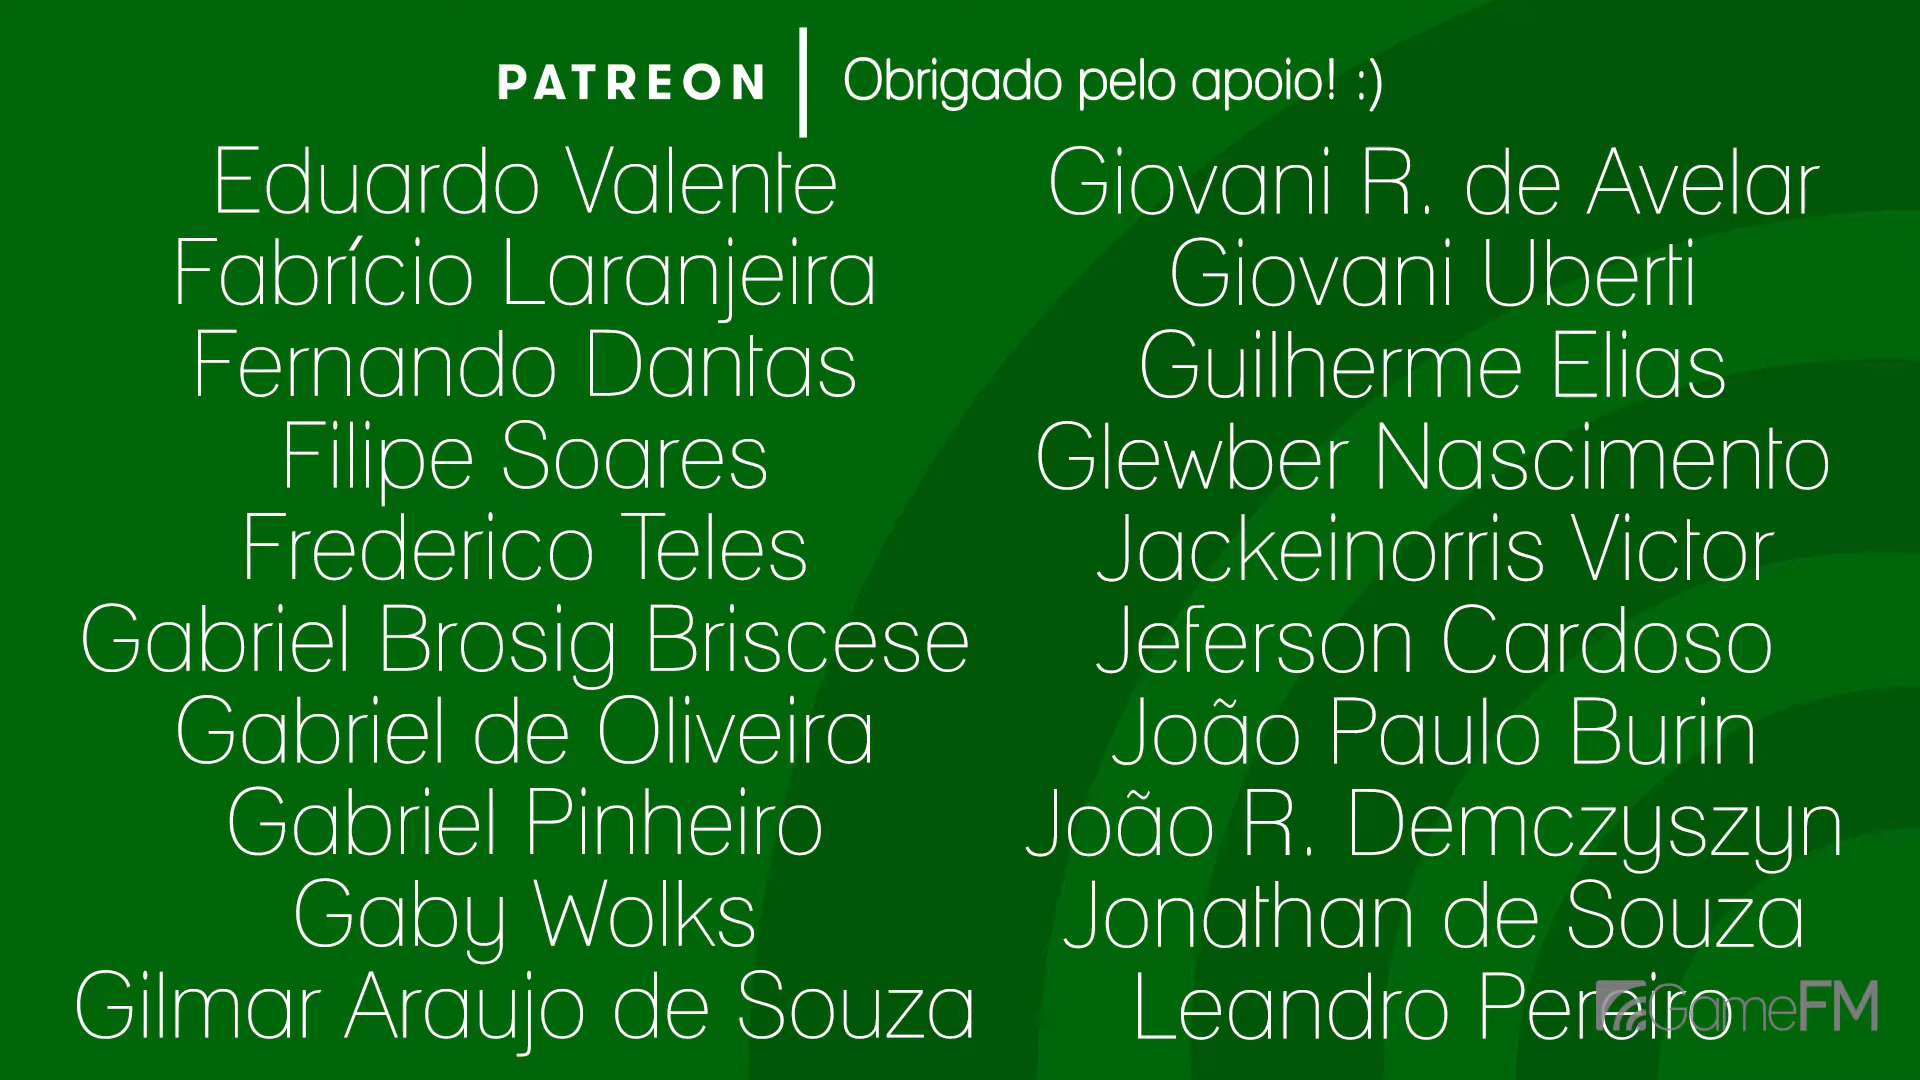 PATREON | Obrigado pelo apoio! :)
Eduardo Valente
Fabrício Laranjeira
Fernando Dantas
Filipe Soares
Frederico Teles
Gabriel Brosig Briscese
Gabriel de Oliveira
Gabriel Pinheiro
Gaby Wolks
Gilmar Araujo de Souza
Giovani R. de Avelar
Giovani Uberti
Guilherme Elias
Glewber Nascimento
Jackeinorris Victor
Jeferson Cardoso
João Paulo Burin
João R. Demczyszyn
Jonathan de Souza
Leandro
GameFM